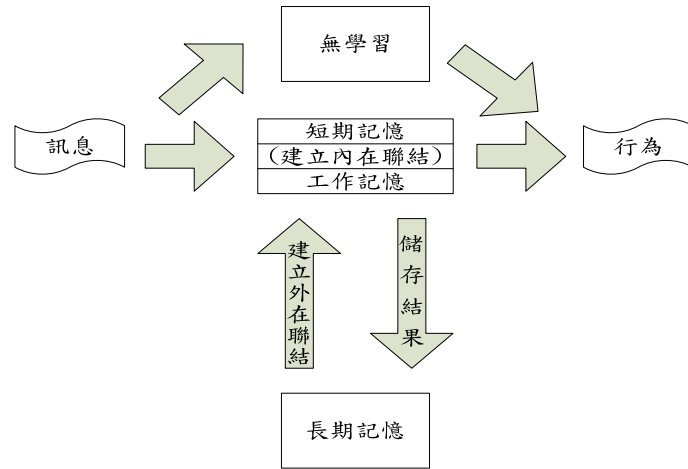 無學習
訊息
短期記憶
(建立內在聯結)
工作記憶
行為
建立外在聯結
儲存結果
長期記憶